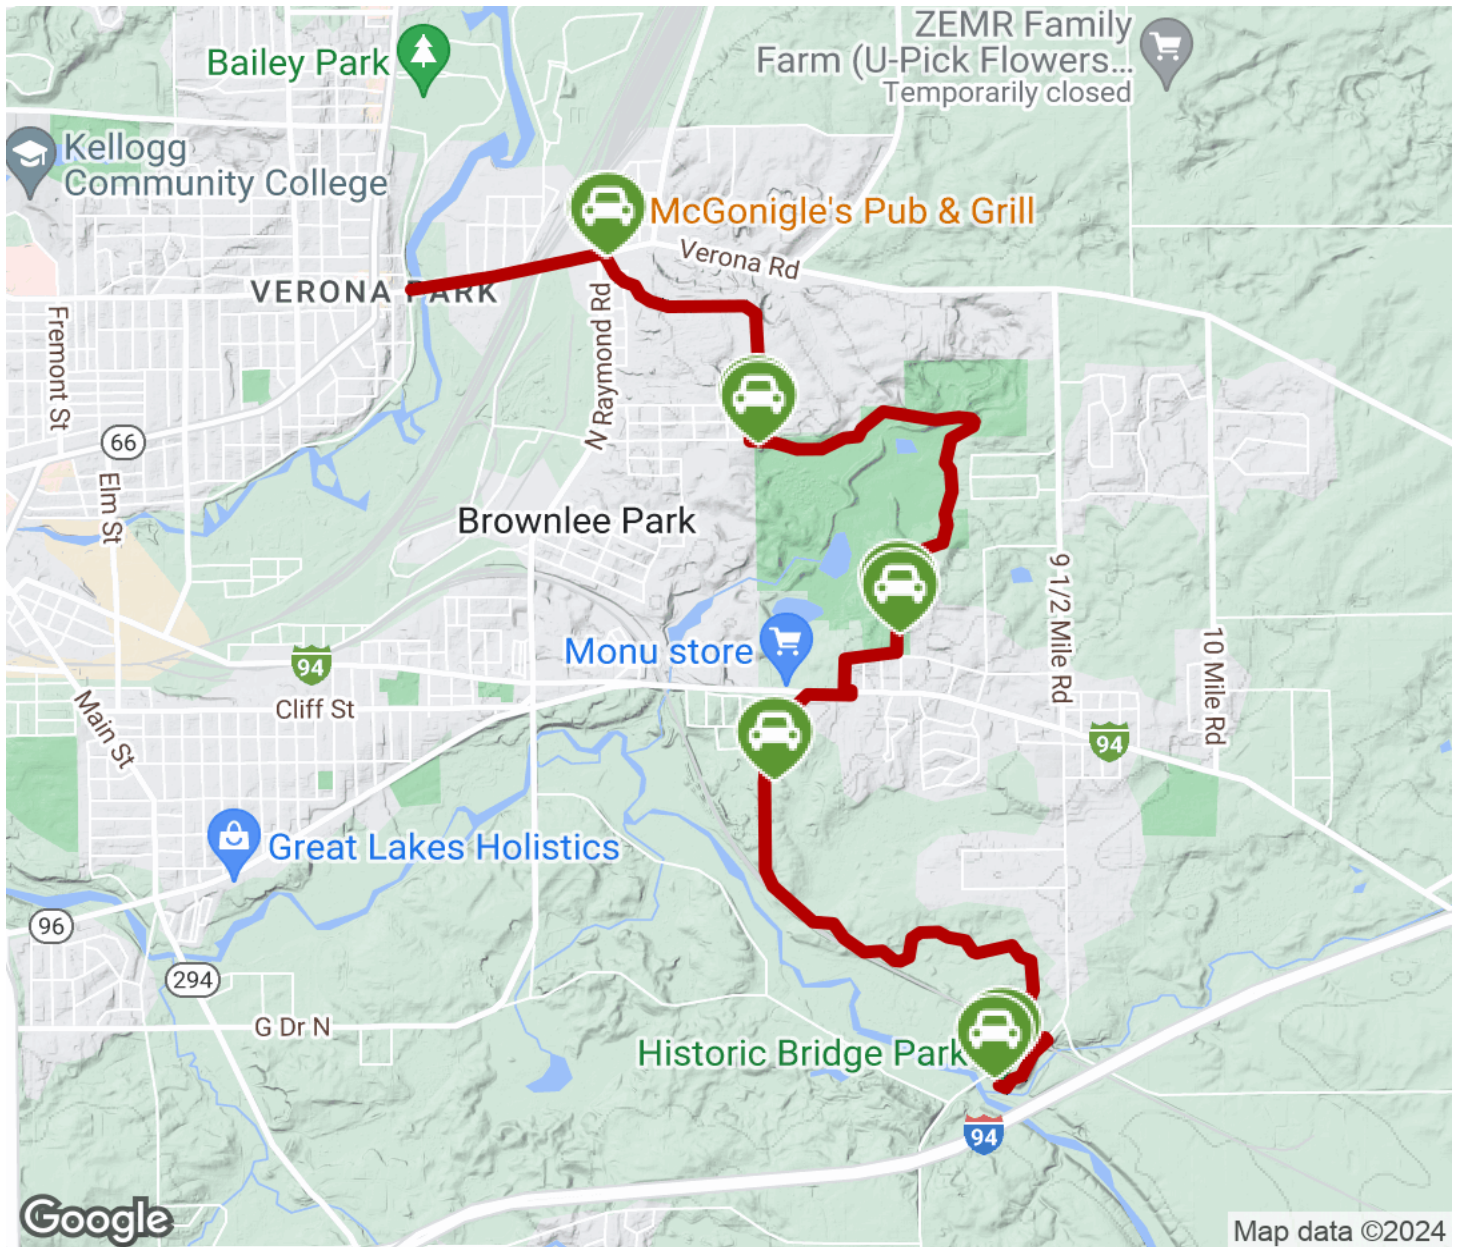 ZEMR Family
Farm (U-Pick Flowers...
Temporarily closed
Bailey Park
Kellogg
Community College
McGonigle's Pub & Grill
Verona Rd
VERONA PARK
Fremont St
N Raymond Rd
66
Elm St
Brownlee Park
9 1/2 Mile Rd
10 Mile Rd
Monu store
94
Cliff St
Main St
94
Great Lakes Holistics
96
294
G Dr N
Historic Bridge Park
94
Google
Map data ©2024